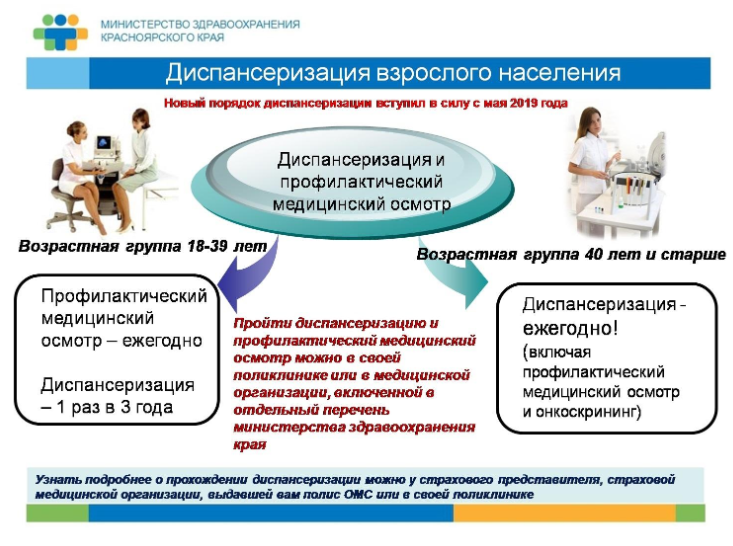 МИНИСТЕРСТВО ЗДРАВООХРАНЕНИЯ
КРАСНОЯРСКОГО КРАЯ
Диспансеризация взрослого населения
Новый порядок диспансеризации вступил в силу с мая 2019 года
Диспансеризация и
профилактический
медицинский осмотр
Возрастная группа 18-39 лет
Возрастная группа 40 лет и старше
Профилактический
медицинский
осмотр – ежегодно
Диспансеризация
– 1 раз в 3 года
Пройти диспансеризацию и
профилактический медицинский
осмотр можно в своей
поликлинике или в медицинской
организации, включенной в
отдельный перечень
министерства здравоохранения
края
Диспансеризация -
ежегодно!
(включая
профилактический
медицинский осмотр
и онкоскрининг)
Узнать подробнее о прохождении диспансеризации можно у страхового представителя, страховой
медицинской организации, выдавшей вам полис ОМС или в своей поликлинике